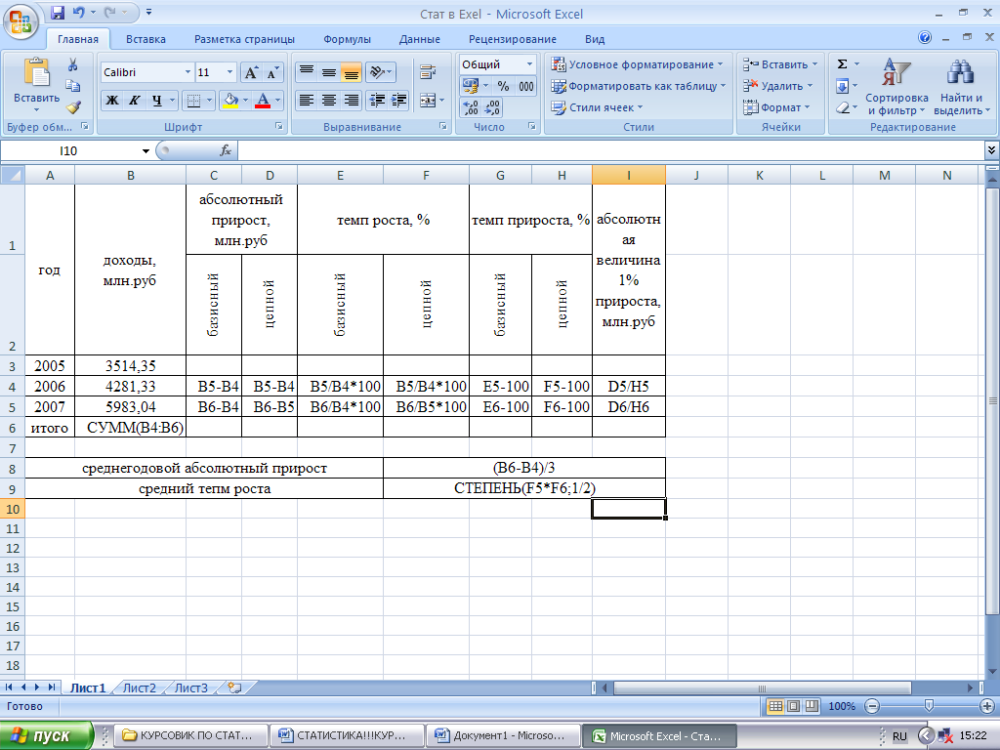 Стат в Exel - Microsoft Excel
Главная Вставка Разметка страницы Формулы Данные Рецензирование Вид
Вставить
Буфер обм...
Calibri 11
Ж К Ч
Шрифт
Выравнивание
Общий
% 000
Число
Условное форматирование
Форматировать как таблицу
Стили ячеек
Стили
Вставить
Удалить
Формат
Ячейки
Σ
Сортировка и фильтр
Найти и выделить
Редактирование
I10 fx
A B C D E F G H I J K L M N
1
год
доходы,
млн.руб
абсолютный
прирост,
млн.руб
темп роста, %
темп прироста, %
абсолютн
ая
величина
1%
прироста,
млн.руб
2 базисный цепной базисный цепной базисный цепной
3 2005 3514,35
4 2006 4281,33 B5-B4 B5-B4 B5/B4*100 B5/B4*100 E5-100 F5-100 D5/H5
5 2007 5983,04 B6-B4 B6-B5 B6/B4*100 B6/B5*100 E6-100 F6-100 D6/H6
6 итого СУММ(B4:B6)
7
8 среднегодовой абсолютный прирост (B6-B4)/3
9 средний тепм роста СТЕПЕНЬ(F5*F6;1/2)
10
11
12
13
14
15
16
17
18
Лист1 Лист2 Лист3
Готово 100%
пуск КУРСОВИК ПО СТАТ... СТАТИСТИКА!!!КУР... Документ1 - Microso... Microsoft Excel - Ста... RU 15:22